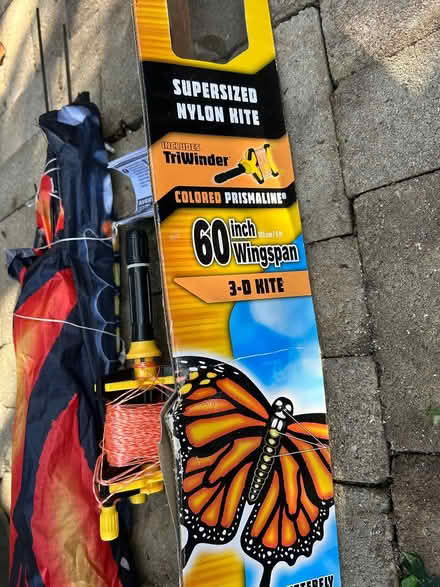 SUPERSIZED
NYLON KITE
INCLUDES
TriWinder
COLORED PRISMALINE®
60 inch
Wingspan
3-D KITE